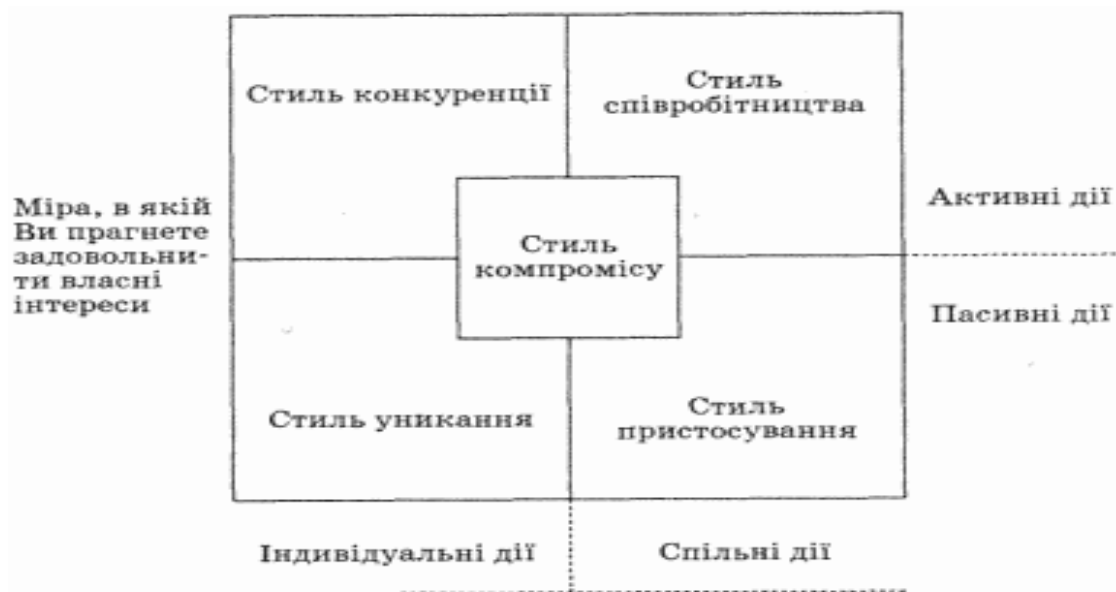 Стиль конкуренції
Стиль
співробітництва
Міра, в якій
Ви прагнете
задовольни-
ти власні
інтереси
Стиль
компромісу
Активні дії
Пасивні дії
Стиль уникання
Стиль
пристосування
Індивідуальні дії
Спільні дії